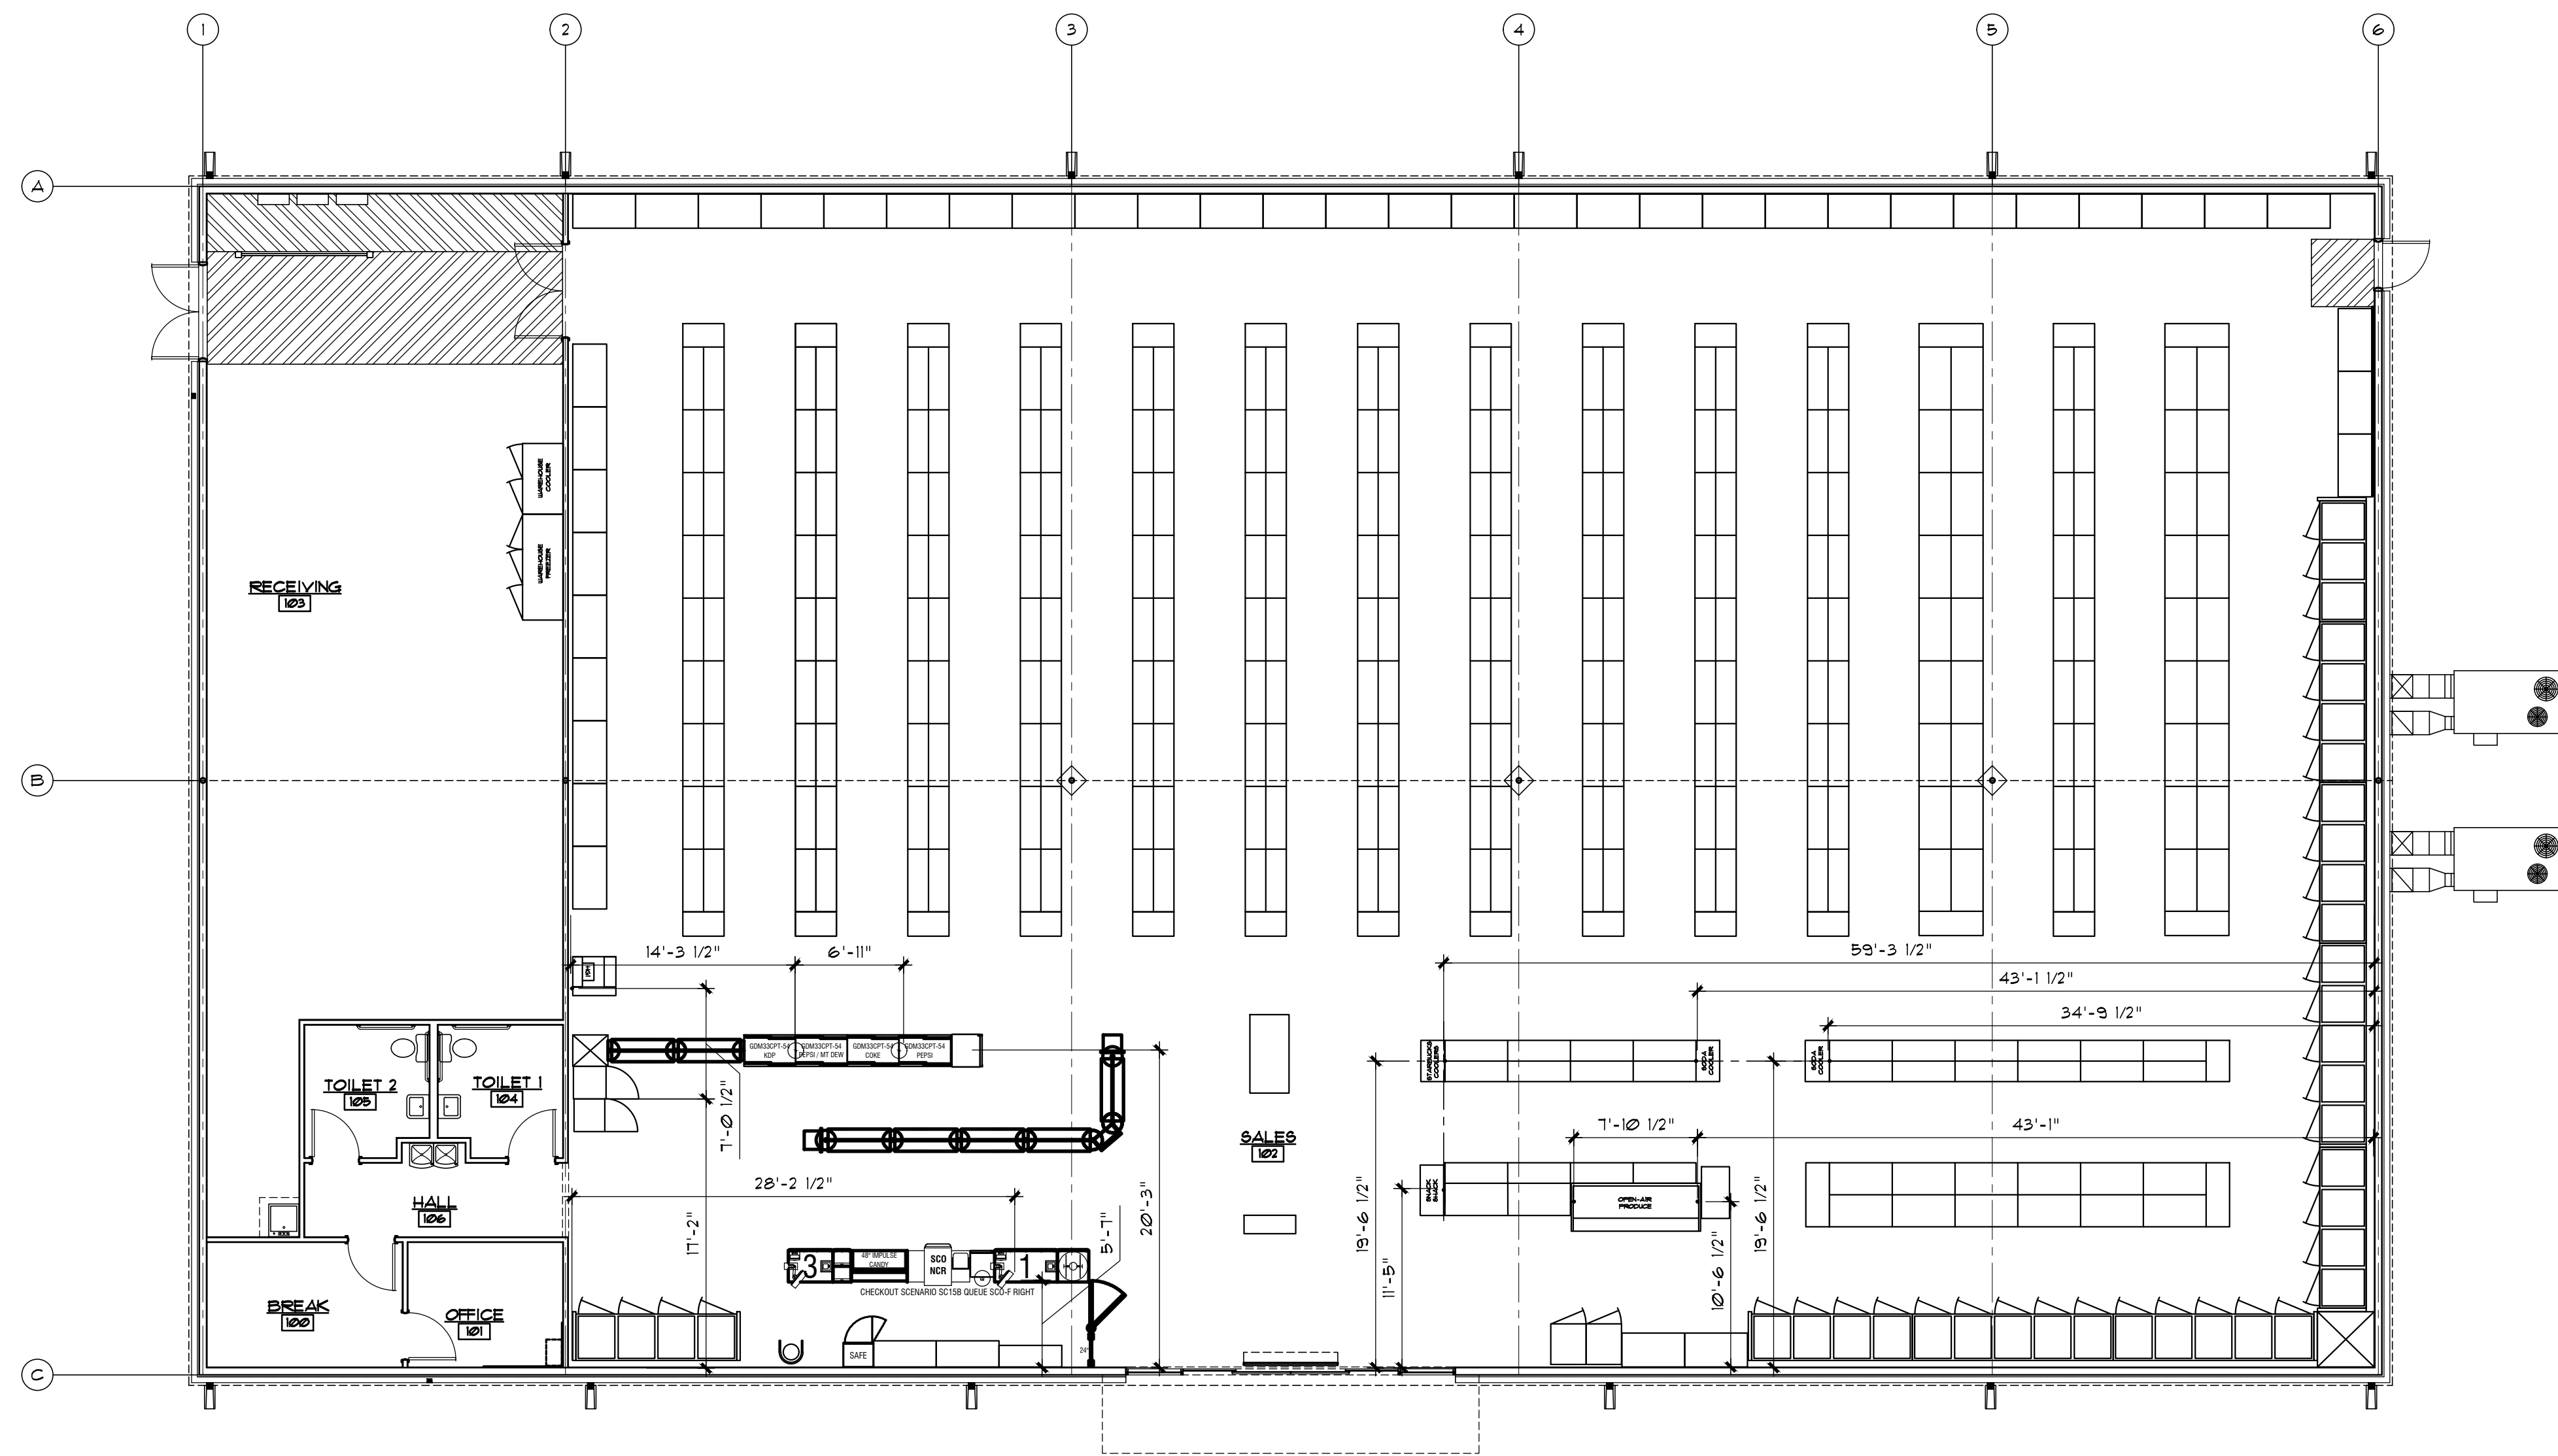 1
2
3
4
5
6
A
WAREHOUSE
COOLER
WAREHOUSE
FREEZER
RECEIVING
103
B
14'-3 1/2"
6'-11"
59'-3 1/2"
43'-1 1/2"
34'-9 1/2"
GDM33CPT-54
KDP
GDM33CPT-54
PEPSI / MT DEW
GDM33CPT-54
COKE
GDM33CPT-54
PEPSI
STARBUCKS
COOLERS
SODA
COOLER
SODA
COOLER
TOILET 2
105
TOILET 1
104
7'-0 1/2"
SALES
102
7'-10 1/2"
43'-1"
28'-2 1/2"
SNACK
SHACK
OPEN-AIR
PRODUCE
HALL
106
17'-2"
5'-7"
20'-3"
19'-6 1/2"
11'-5"
10'-6 1/2"
19'-6 1/2"
3
48" IMPULSE
CANDY
SCO
NCR
1
CHECKOUT SCENARIO SC15B QUEUE SCO-F RIGHT
BREAK
100
OFFICE
101
SAFE
24"
C